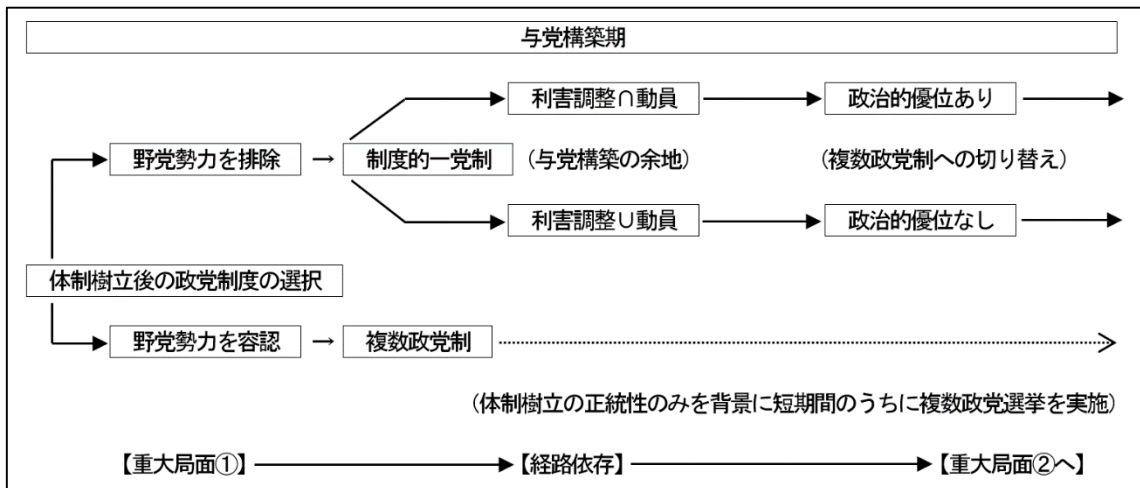 与党構築期
利害調整∩動員
政治的優位あり
野党勢力を排除
制度的一党制
(与党構築の余地)
(複数政党制への切り替え)
利害調整∪動員
政治的優位なし
体制樹立後の政党制度の選択
野党勢力を容認
複数政党制
(体制樹立の正統性のみを背景に短期間のうちに複数政党選挙を実施)
【重大局面①】
【経路依存】
【重大局面②へ】